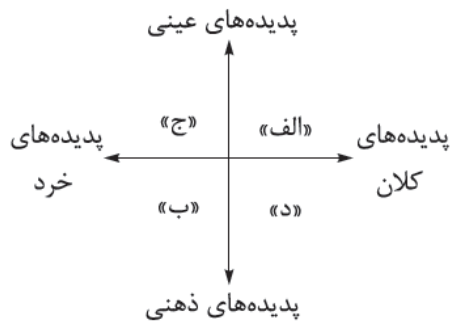 پدیده‌های عینی
«الف» «ج»
پدیده‌های
کلان
پدیده‌های
خرد
«د» «ب»
پدیده‌های ذهنی